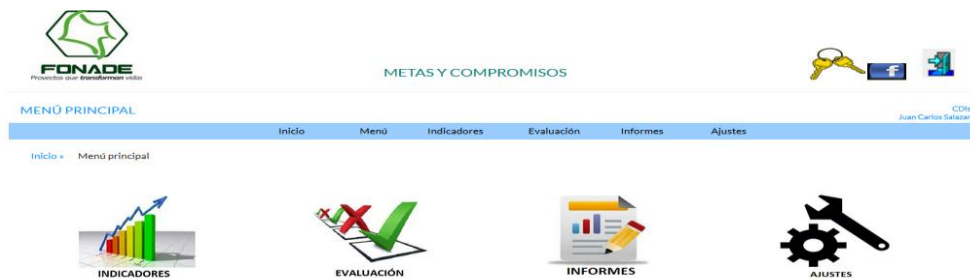 FONADE
Proyectos que transforman vidas
METAS Y COMPROMISOS
f
MENÚ PRINCIPAL
Juan Carlos Salazar
Inicio Menú Indicadores Evaluación Informes Ajustes
Inicio » Menú principal
INDICADORES EVALUACIÓN INFORMES AJUSTES